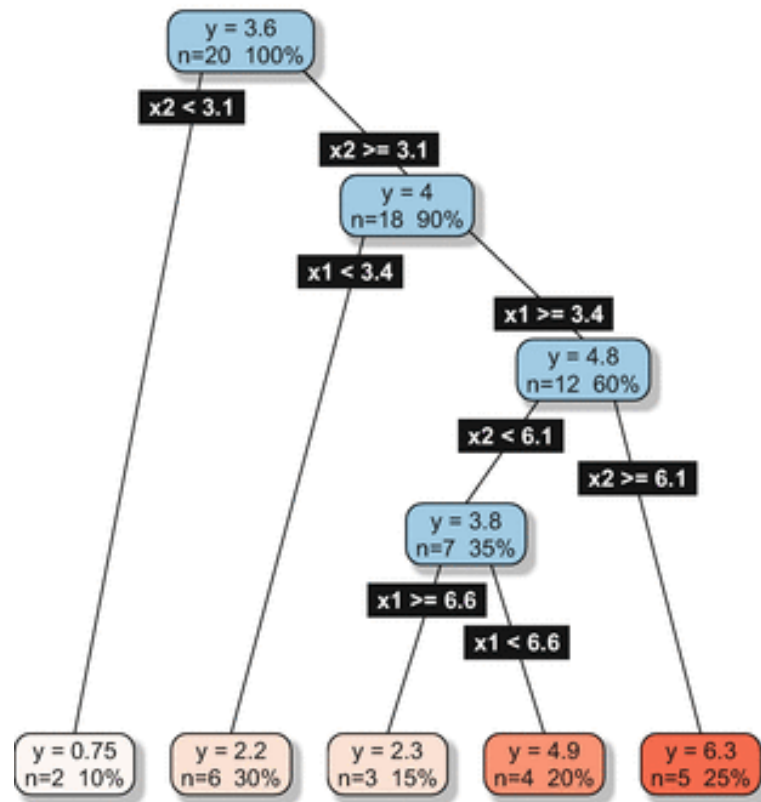 y = 3.6
n=20 100%
x2 < 3.1
x2 >= 3.1
y = 4
n=18 90%
x1 < 3.4
x1 >= 3.4
y = 4.8
n=12 60%
x2 < 6.1
x2 >= 6.1
y = 3.8
n=7 35%
x1 >= 6.6
x1 < 6.6
y = 0.75
n=2 10%
y = 2.2
n=6 30%
y = 2.3
n=3 15%
y = 4.9
n=4 20%
y = 6.3
n=5 25%